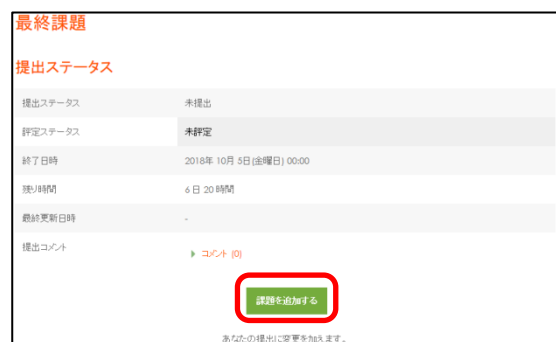 最終課題
提出ステータス
提出ステータス 未提出
評定ステータス 未評定
終了日時 2018年 10月 5日(金曜日) 00:00
残り時間 6 日 20 時間
最終更新日時 -
提出コメント コメント (0)
課題を追加する
あなたの提出に変更を加えます。